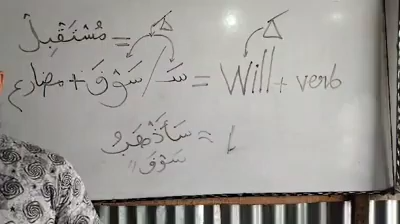 △ △ = مُسْتَقْبِلْ
Will + verb = سَـ / سَوْفَ + مضارع
= سَأَذْهَبُ
سَوْفَ "